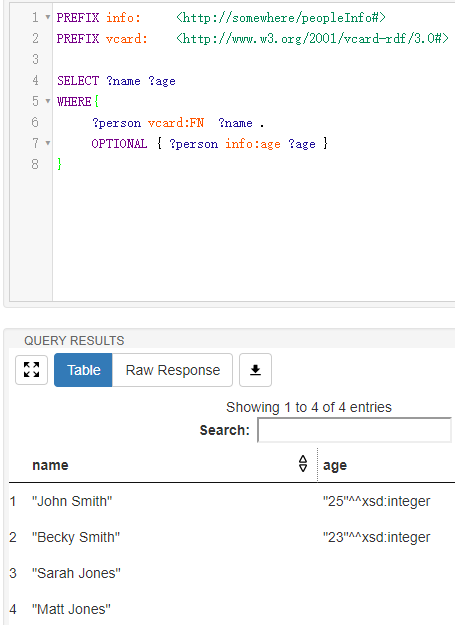 1 PREFIX info: <http://somewhere/peopleInfo#>
2 PREFIX vcard: <http://www.w3.org/2001/vcard-rdf/3.0#>
3
4 SELECT ?name ?age
5 WHERE{
6 ?person vcard:FN ?name .
7 OPTIONAL { ?person info:age ?age }
8 }
QUERY RESULTS
Table Raw Response
Showing 1 to 4 of 4 entries
Search:
name age
1 "John Smith" "25"^^xsd:integer
2 "Becky Smith" "23"^^xsd:integer
3 "Sarah Jones"
4 "Matt Jones"